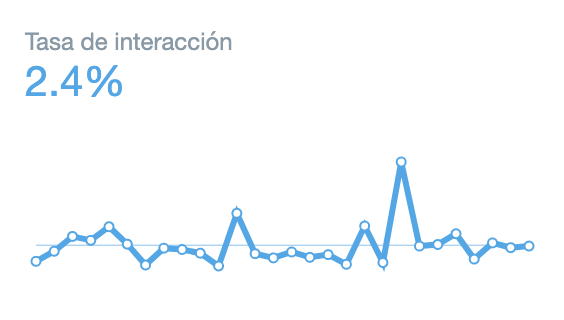 Tasa de interacción
2.4%